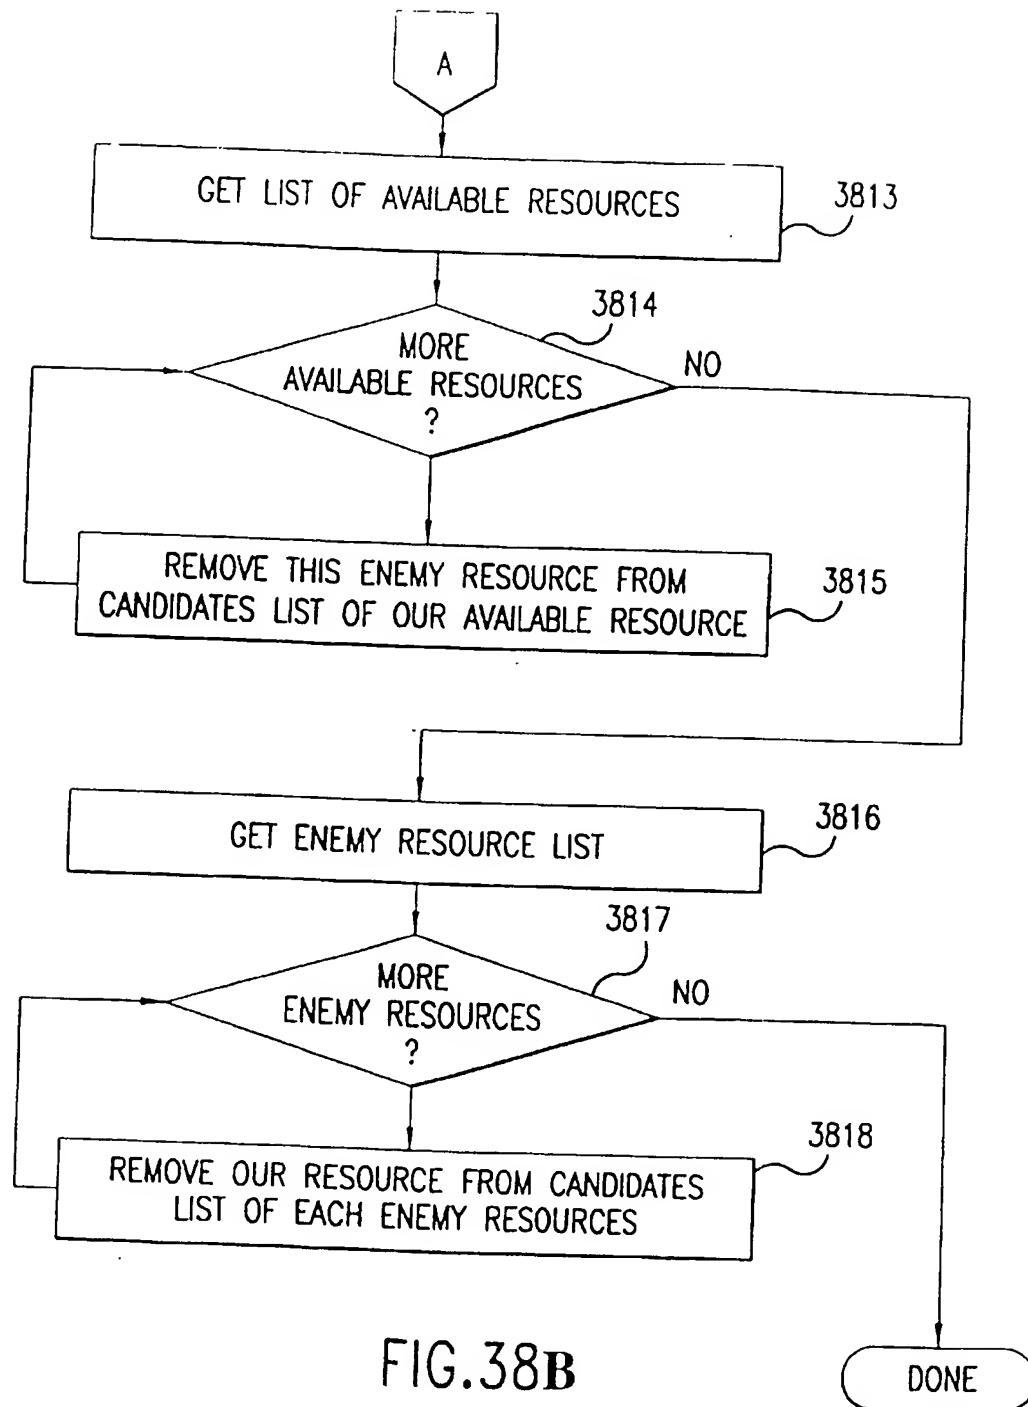 A
GET LIST OF AVAILABLE RESOURCES
3813
3814
MORE
AVAILABLE RESOURCES
?
NO
REMOVE THIS ENEMY RESOURCE FROM
CANDIDATES LIST OF OUR AVAILABLE RESOURCE
3815
GET ENEMY RESOURCE LIST
3816
3817
MORE
ENEMY RESOURCES
?
NO
3818
REMOVE OUR RESOURCE FROM CANDIDATES
LIST OF EACH ENEMY RESOURCES
FIG.38B
DONE